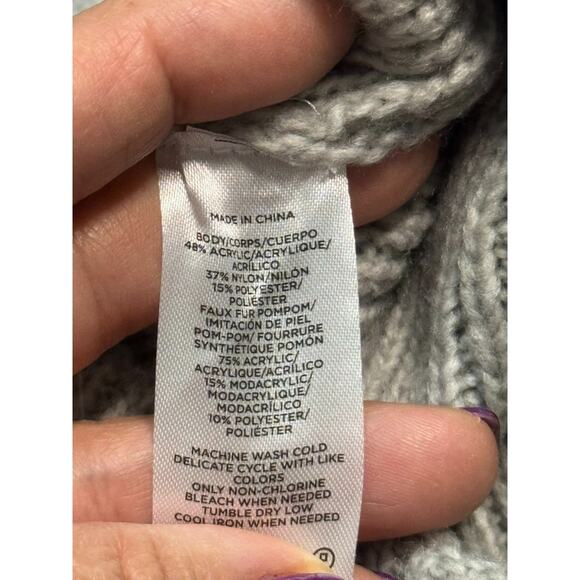 MADE IN CHINA
BODY/CORPS/CUERPO
48% ACRYLIC/ACRYLIQUE/
ACRÍLICO
37% NYLON/NILÓN
15% POLYESTER/
POLIÉSTER
FAUX FUR POMPOM/
IMITACIÓN DE PIEL
POM-POM/ FOURRURE
SYNTHÉTIQUE POMÓN
75% ACRYLIC/
ACRYLIQUE/ACRÍLICO
15% MODACRYLIC/
MODACRYLIQUE/
MODACRÍLICO
10% POLYESTER/
POLIÉSTER
MACHINE WASH COLD
DELICATE CYCLE WITH LIKE
COLORS
ONLY NON-CHLORINE
BLEACH WHEN NEEDED
TUMBLE DRY LOW
COOL IRON WHEN NEEDED